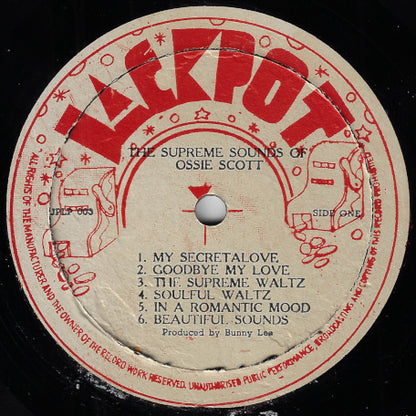 JACKPOT
THE SUPREME SOUNDS OF
OSSIE SCOTT
JPLP 003
SIDE ONE
1. MY SECRETALOVE
2. GOODBYE MY LOVE
3. THE SUPREME WALTZ
4. SOULFUL WALTZ
5. IN A ROMANTIC MOOD
6. BEAUTIFUL SOUNDS
Produced by Bunny Lee
ALL RIGHTS OF THE MANUFACTURER AND THE OWNER OF THE RECORD WORK RESERVED. UNAUTHORISED PUBLIC PERFORMANCE, BROADCASTING AND COPYING OF THIS RECORD PROHIBITED